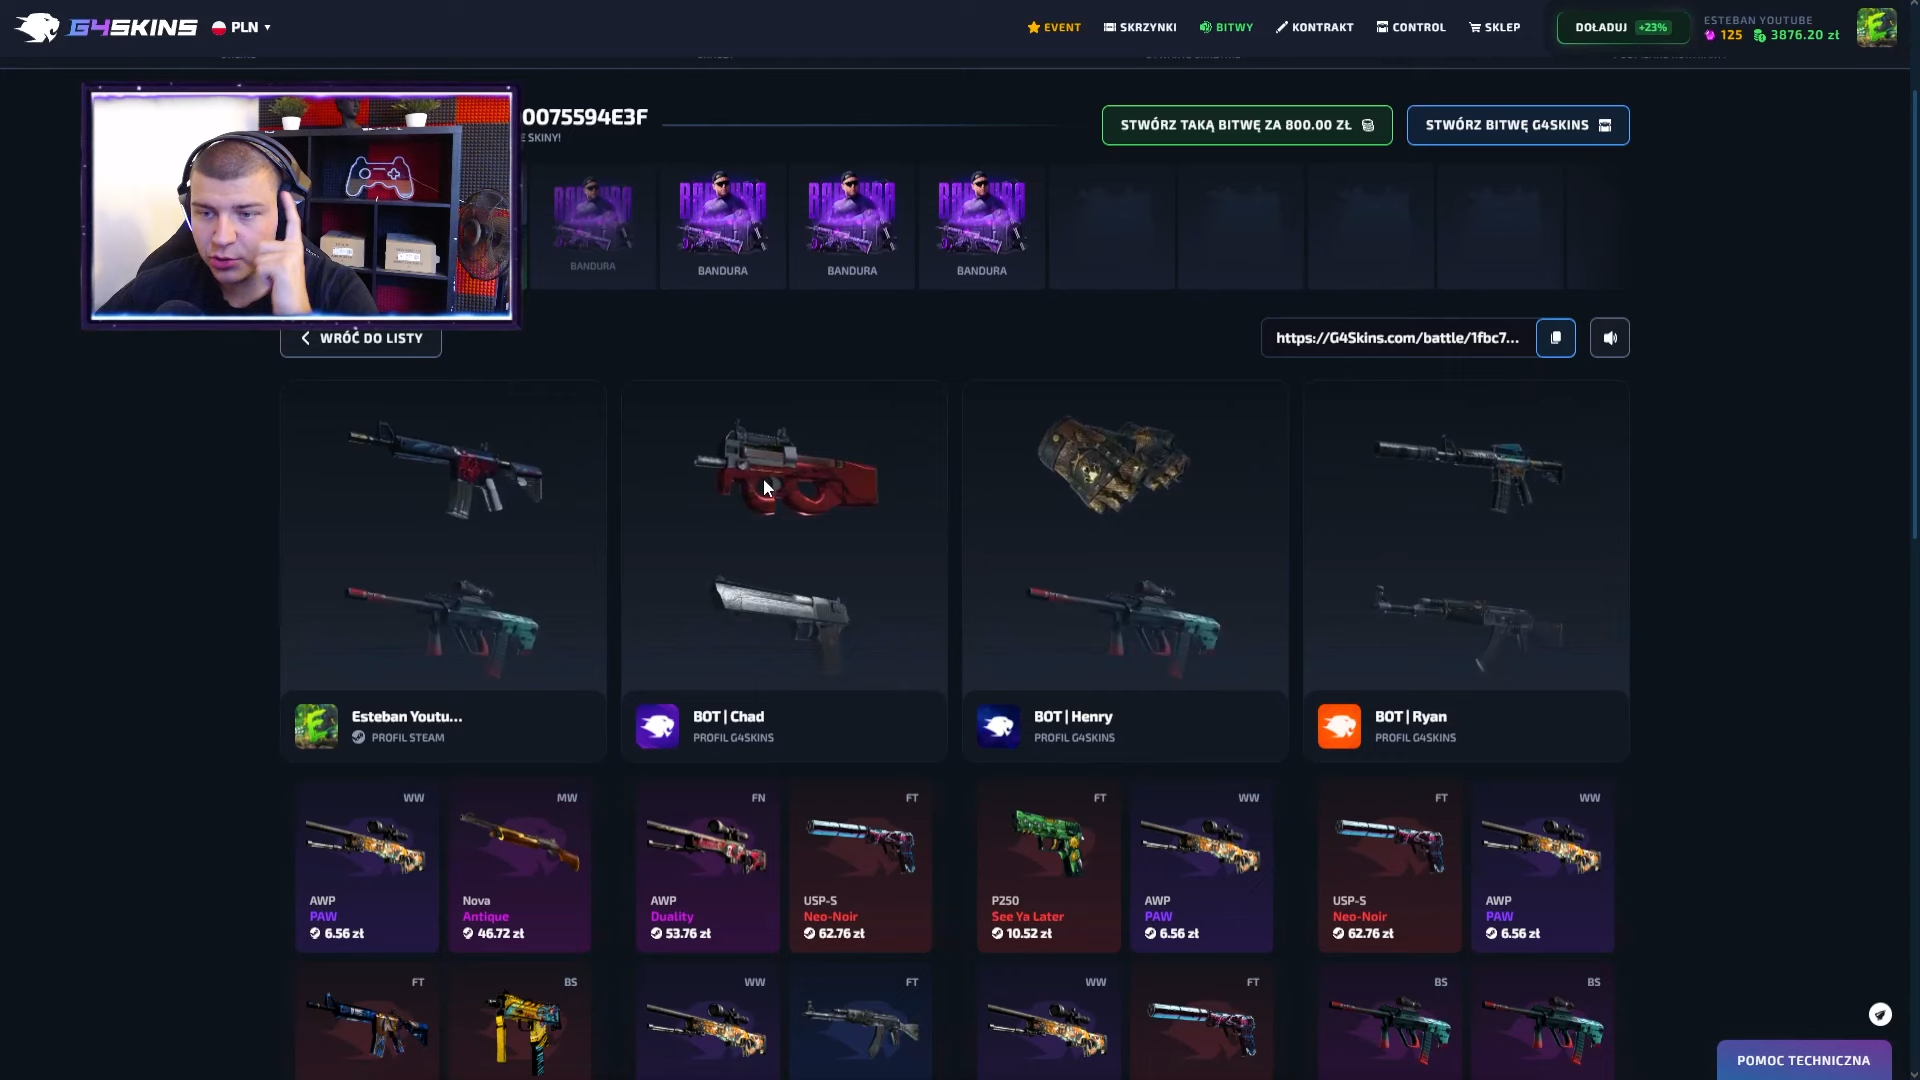 G4SKINS
PLN
EVENT
SKRZYNKI
BITWY
KONTRAKT
CONTROL
SKLEP
DOŁADUJ +23%
ESTEBAN YOUTUBE
125 3876.20 zł
0075594E3F
E SKINY!
STWÓRZ TAKĄ BITWĘ ZA 800.00 ZŁ
STWÓRZ BITWĘ G4SKINS
BANDURA
BANDURA
BANDURA
BANDURA
WRÓĆ DO LISTY
https://G4Skins.com/battle/1fbc7...
Esteban Youtu...
PROFIL STEAM
BOT | Chad
PROFIL G4SKINS
BOT | Henry
PROFIL G4SKINS
BOT | Ryan
PROFIL G4SKINS
WW
AWP
PAW
6.56 zł
MW
Nova
Antique
46.72 zł
FN
AWP
Duality
53.76 zł
FT
USP-S
Neo-Noir
62.76 zł
FT
P250
See Ya Later
10.52 zł
WW
AWP
PAW
6.56 zł
FT
USP-S
Neo-Noir
62.76 zł
WW
AWP
PAW
6.56 zł
FT
BS
WW
FT
WW
FT
BS
BS
POMOC TECHNICZNA